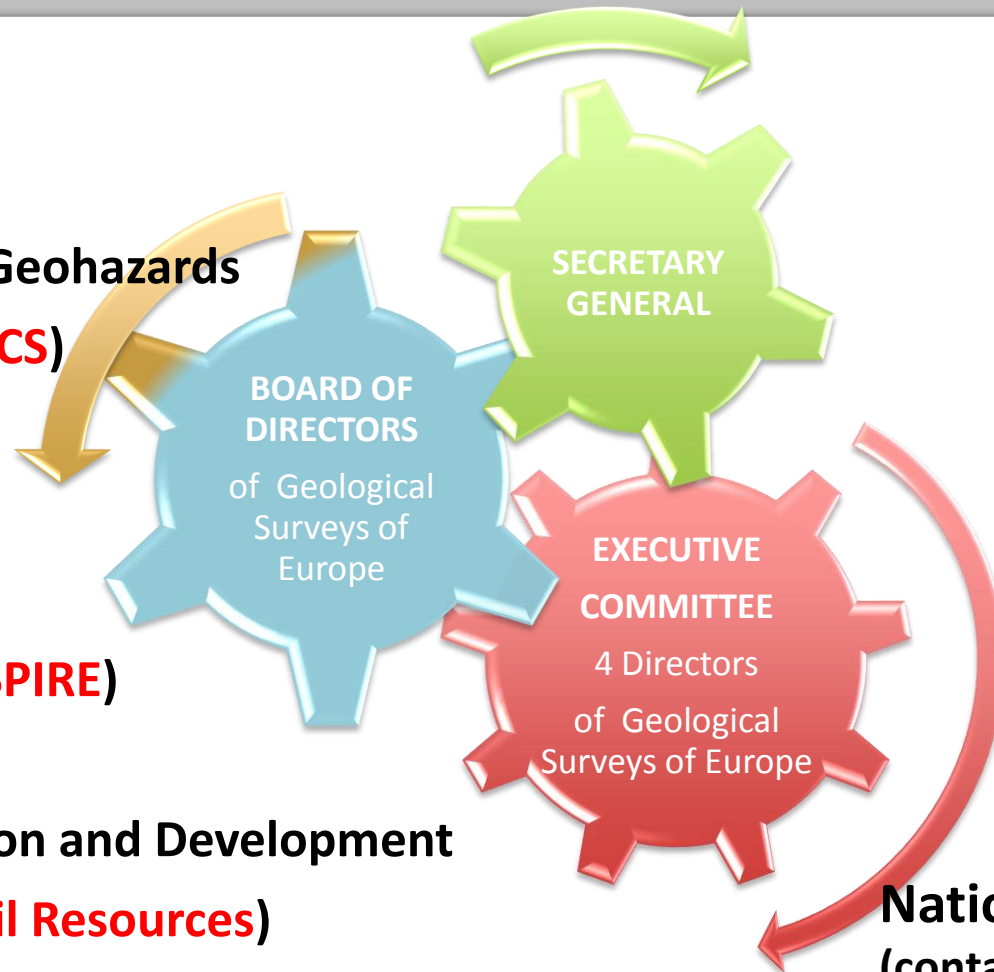 SECRETARY
GENERAL
Geohazards
CS)
BOARD OF
DIRECTORS
of Geological
Surveys of
Europe
EXECUTIVE
COMMITTEE
4 Directors
of Geological
Surveys of Europe
SPIRE)
on and Development
il Resources)
Natio
(conta